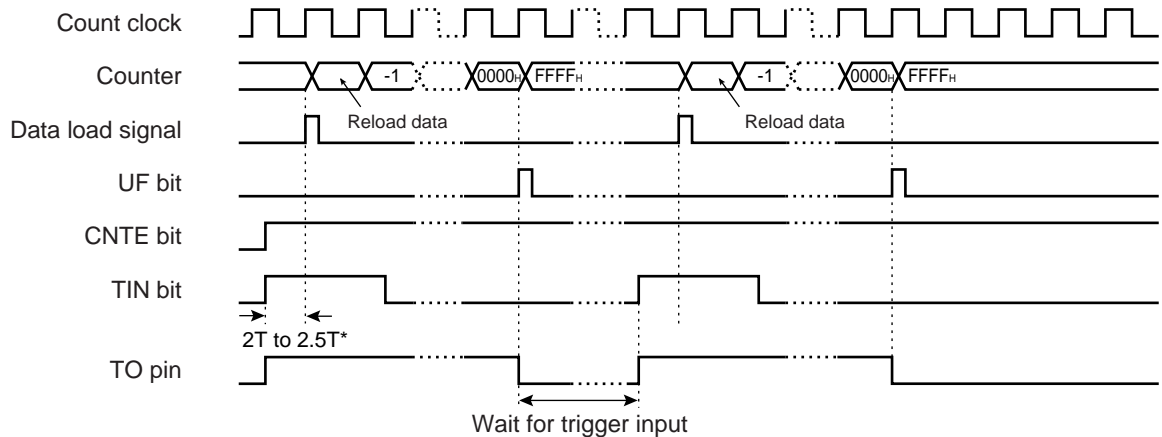 Count clock
Counter -1 0000H FFFFH -1 0000H FFFFH
Reload data Reload data
Data load signal
UF bit
CNTE bit
TIN bit
2T to 2.5T*
TO pin
Wait for trigger input